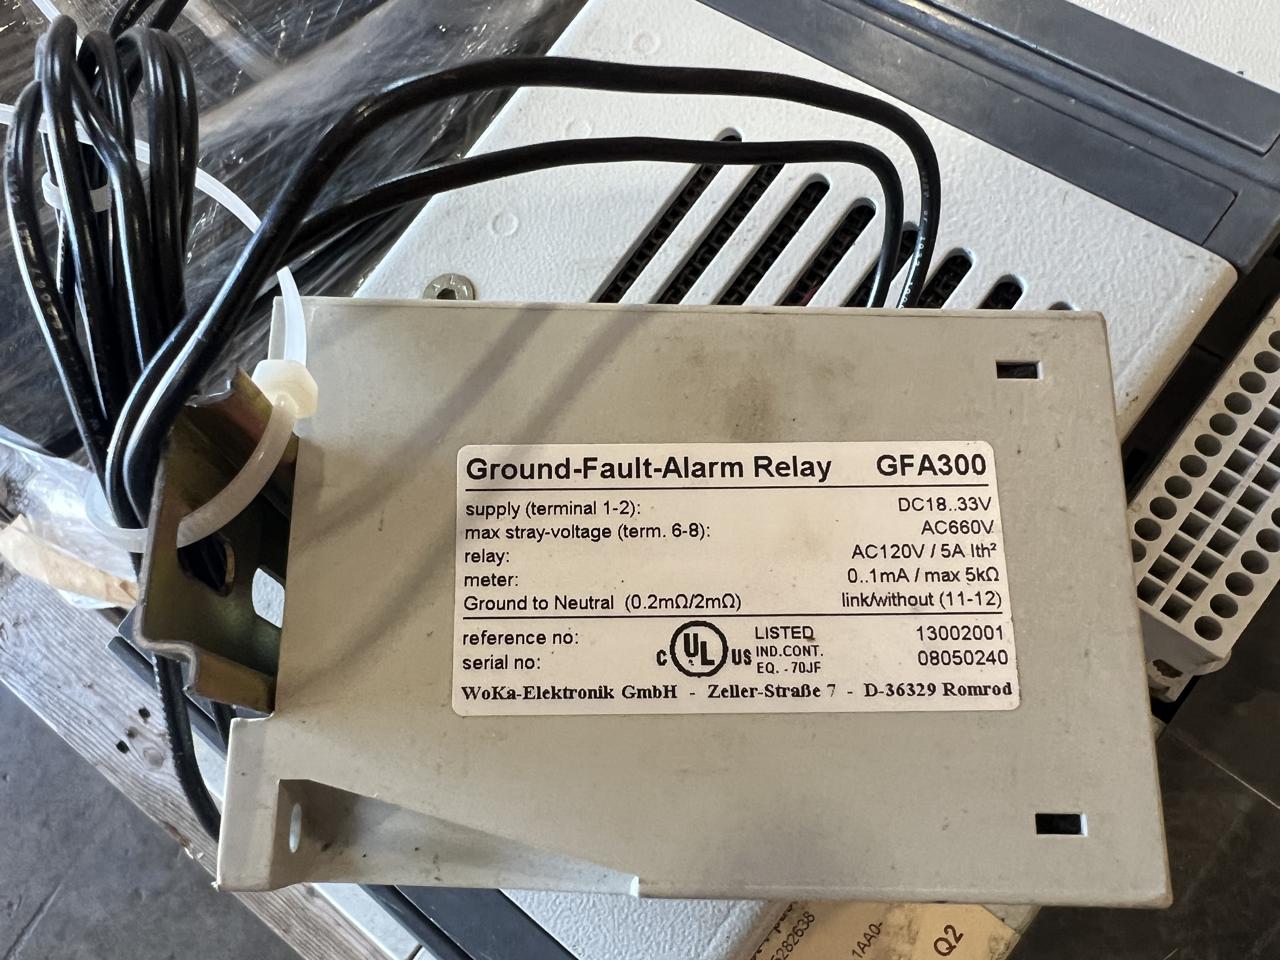 Ground-Fault-Alarm Relay GFA300
supply (terminal 1-2): DC18..33V
max stray-voltage (term. 6-8): AC660V
relay: AC120V / 5A Ith²
meter: 0..1mA / max 5kΩ
Ground to Neutral (0.2mΩ/2mΩ) link/without (11-12)
reference no: 13002001
serial no: 08050240
C UL US LISTED
IND.CONT.
EQ. - 70JF
WoKa-Elektronik GmbH - Zeller-Straße 7 - D-36329 Romrod
1AA0-
Q2